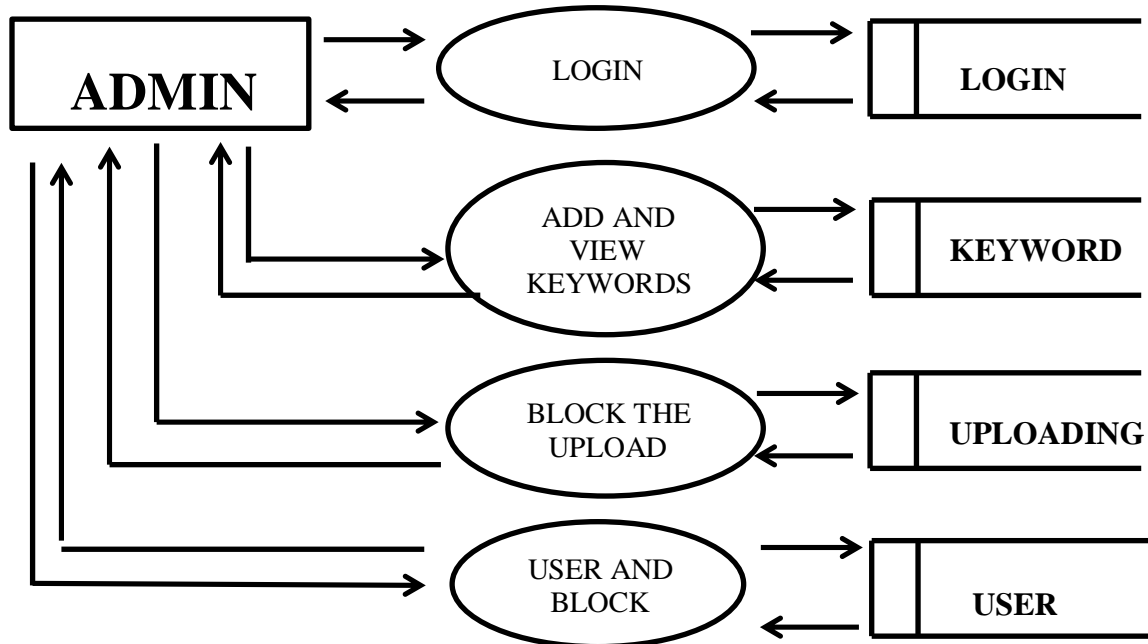 ADMIN
LOGIN
LOGIN
ADD AND
VIEW
KEYWORDS
KEYWORD
BLOCK THE
UPLOAD
UPLOADING
USER AND
BLOCK
USER